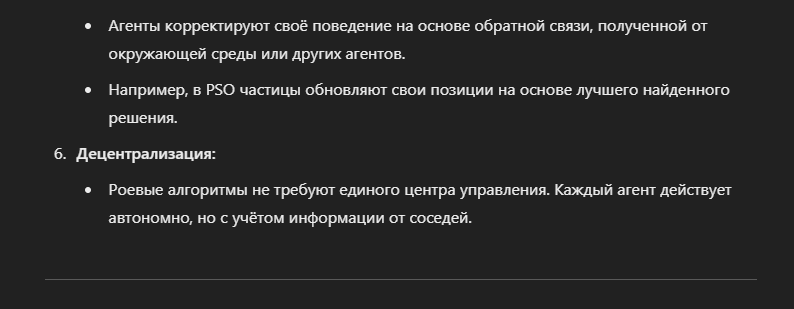 • Агенты корректируют своё поведение на основе обратной связи, полученной от
окружающей среды или других агентов.
• Например, в PSO частицы обновляют свои позиции на основе лучшего найденного
решения.
6. Децентрализация:
• Роевые алгоритмы не требуют единого центра управления. Каждый агент действует
автономно, но с учётом информации от соседей.